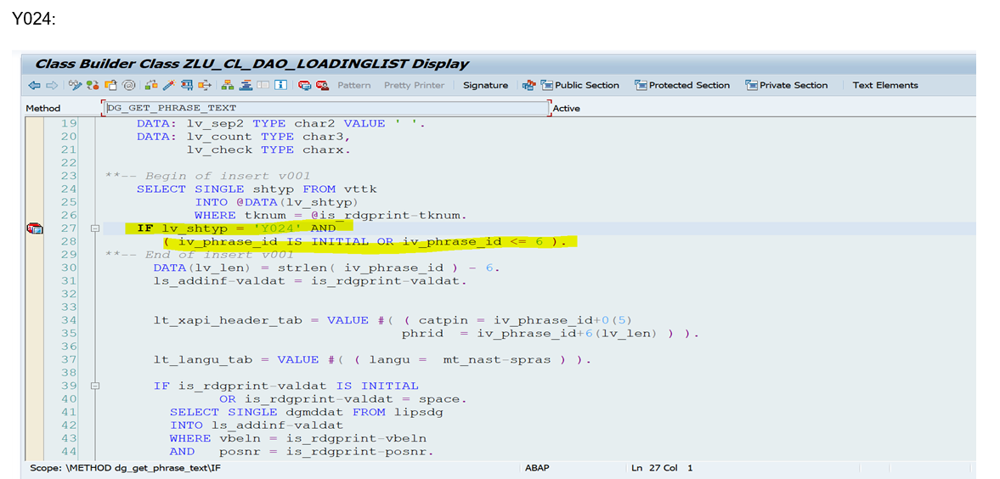 Y024:
Class Builder Class ZLU_CL_DAO_LOADINGLIST Display
Pattern Pretty Printer Signature Public Section Protected Section Private Section Text Elements
Method DG_GET_PHRASE_TEXT Active
19 DATA: lv_sep2 TYPE char2 VALUE ' '.
20 DATA: lv_count TYPE char3,
21 lv_check TYPE charx.
22
23 **-- Begin of insert v001
24 SELECT SINGLE shtyp FROM vttk
25 INTO @DATA(lv_shtyp)
26 WHERE tknum = @is_rdgprint-tknum.
27 IF lv_shtyp = 'Y024' AND
28 ( iv_phrase_id IS INITIAL OR iv_phrase_id <= 6 ).
29 **-- End of insert v001
30 DATA(lv_len) = strlen( iv_phrase_id ) - 6.
31 ls_addinf-valdat = is_rdgprint-valdat.
32
33
34 lt_xapi_header_tab = VALUE #( ( catpin = iv_phrase_id+0(5)
35 phrid = iv_phrase_id+6(lv_len) ) ).
36
37 lt_langu_tab = VALUE #( ( langu = mt_nast-spras ) ).
38
39 IF is_rdgprint-valdat IS INITIAL
40 OR is_rdgprint-valdat = space.
41 SELECT SINGLE dgmddat FROM lipsdg
42 INTO ls_addinf-valdat
43 WHERE vbeln = is_rdgprint-vbeln
44 AND posnr = is_rdgprint-posnr.
Scope: \METHOD dg_get_phrase_text\IF ABAP Ln 27 Col 1